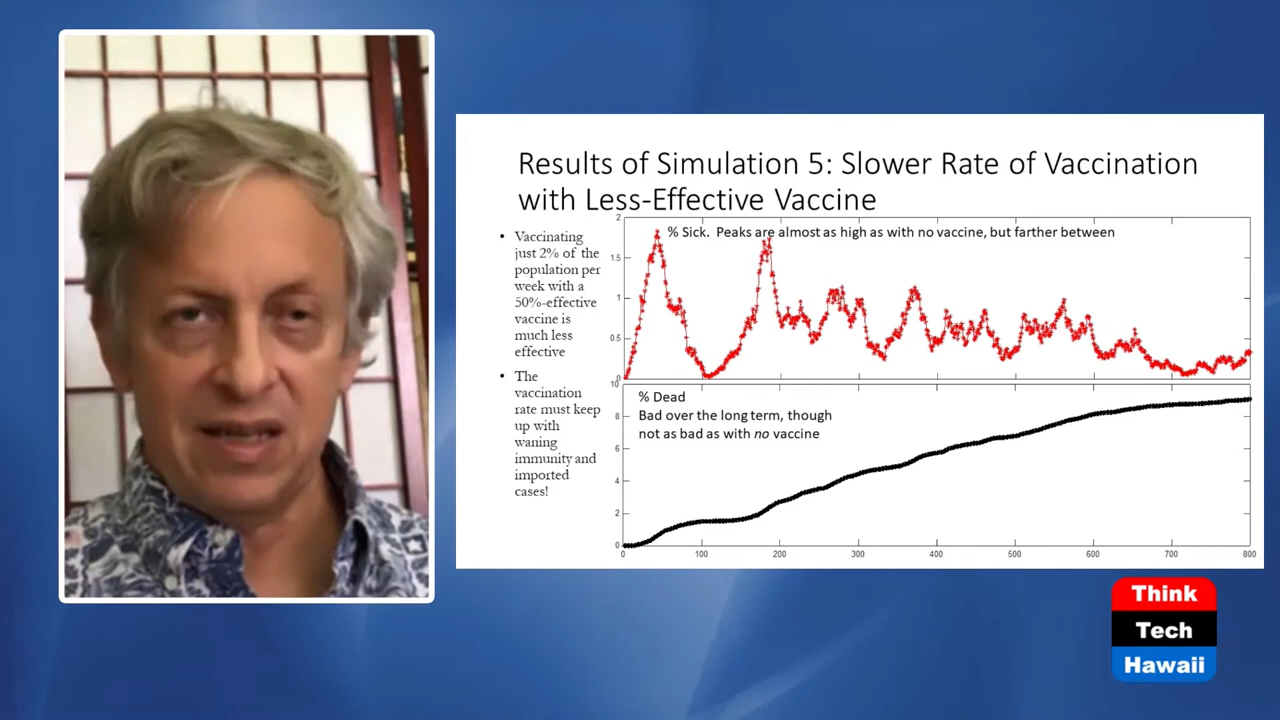 Results of Simulation 5: Slower Rate of Vaccination
with Less-Effective Vaccine
• Vaccinating
just 2% of the
population per
week with a
50%-effective
vaccine is
much less
effective
• The
vaccination
rate must keep
up with
waning
immunity and
imported
cases!
2
% Sick. Peaks are almost as high as with no vaccine, but farther between
1.5
1
0.5
0
10
% Dead
Bad over the long term, though
not as bad as with no vaccine
8
6
4
2
0
0 100 200 300 400 500 600 700 800
Think
Tech
Hawaii